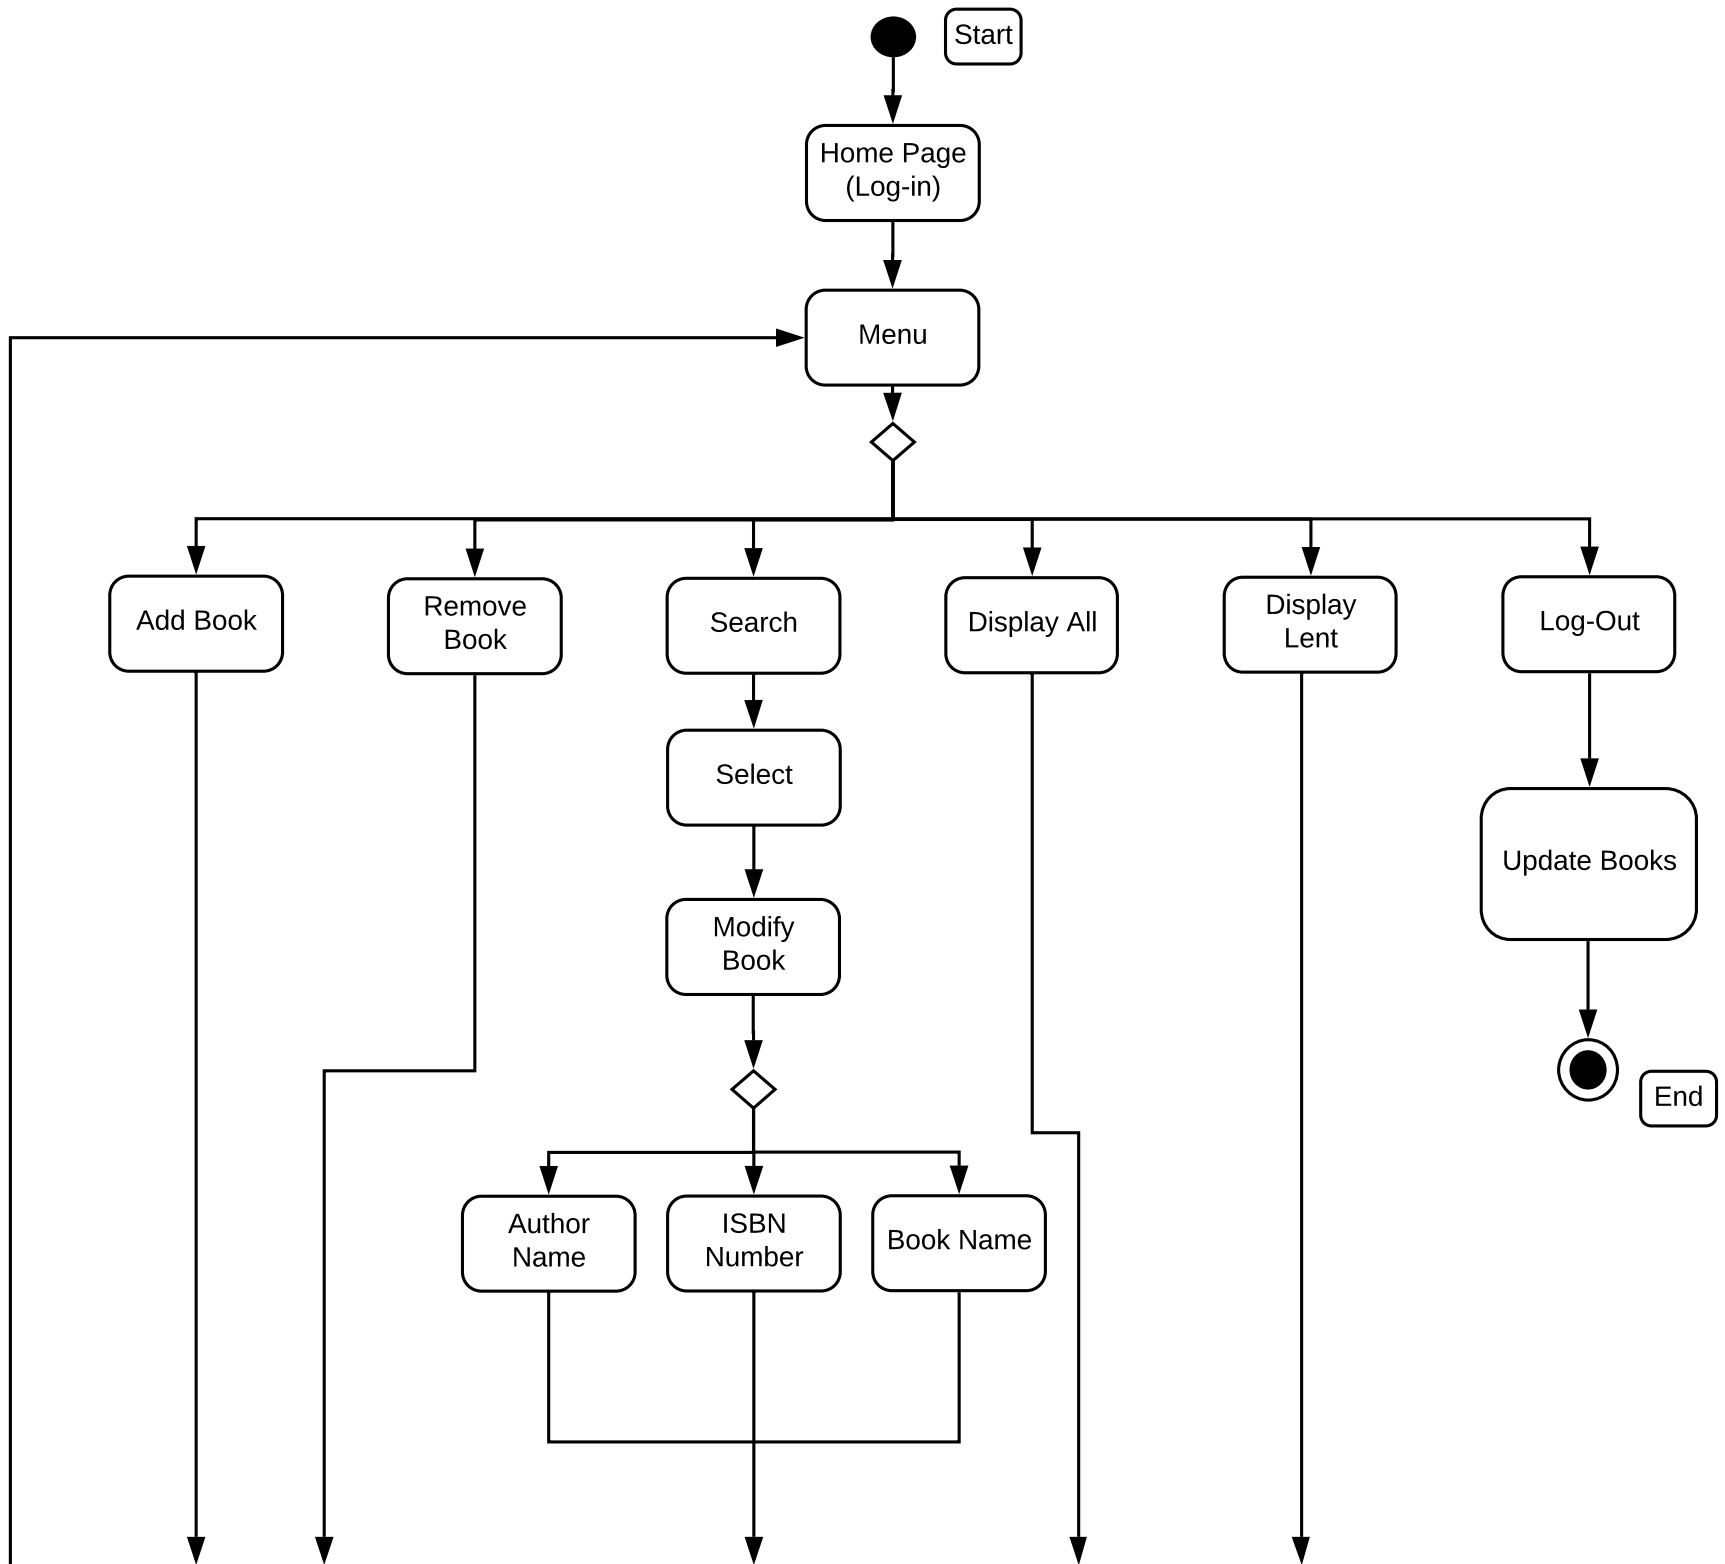 Start
Home Page
(Log-in)
Menu
Add Book
Remove
Book
Search
Display All
Display
Lent
Log-Out
Select
Update Books
Modify
Book
End
Author
Name
ISBN
Number
Book Name